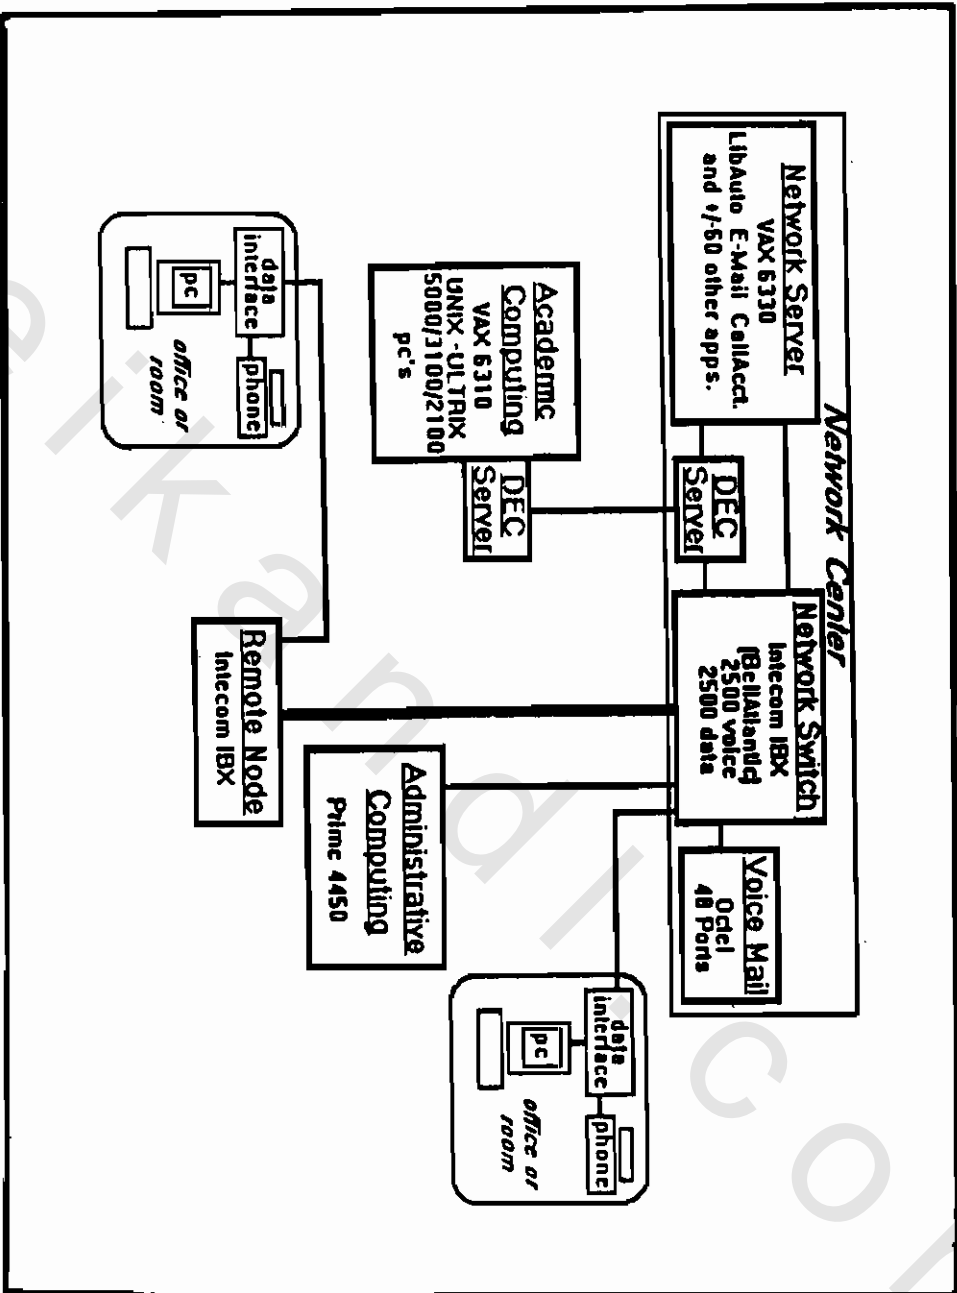 Network Center
Network Server
VAX 6330
LibAuto E-Mail CallAcct.
and +/-60 other apps.
DEC
Server
Network Switch
Intecom IBX
(BellAtlantic)
2500 voice
2500 data
Voice Mail
Octel
48 Ports
Academic
Computing
VAX 6310
UNIX-ULTRIX
5000/3100/2100
pc's
DEC
Server
Administrative
Computing
Prime 4450
Remote Node
Intecom IBX
data
interface
phone
pc
office or
room
data
interface
phone
pc
office or
room